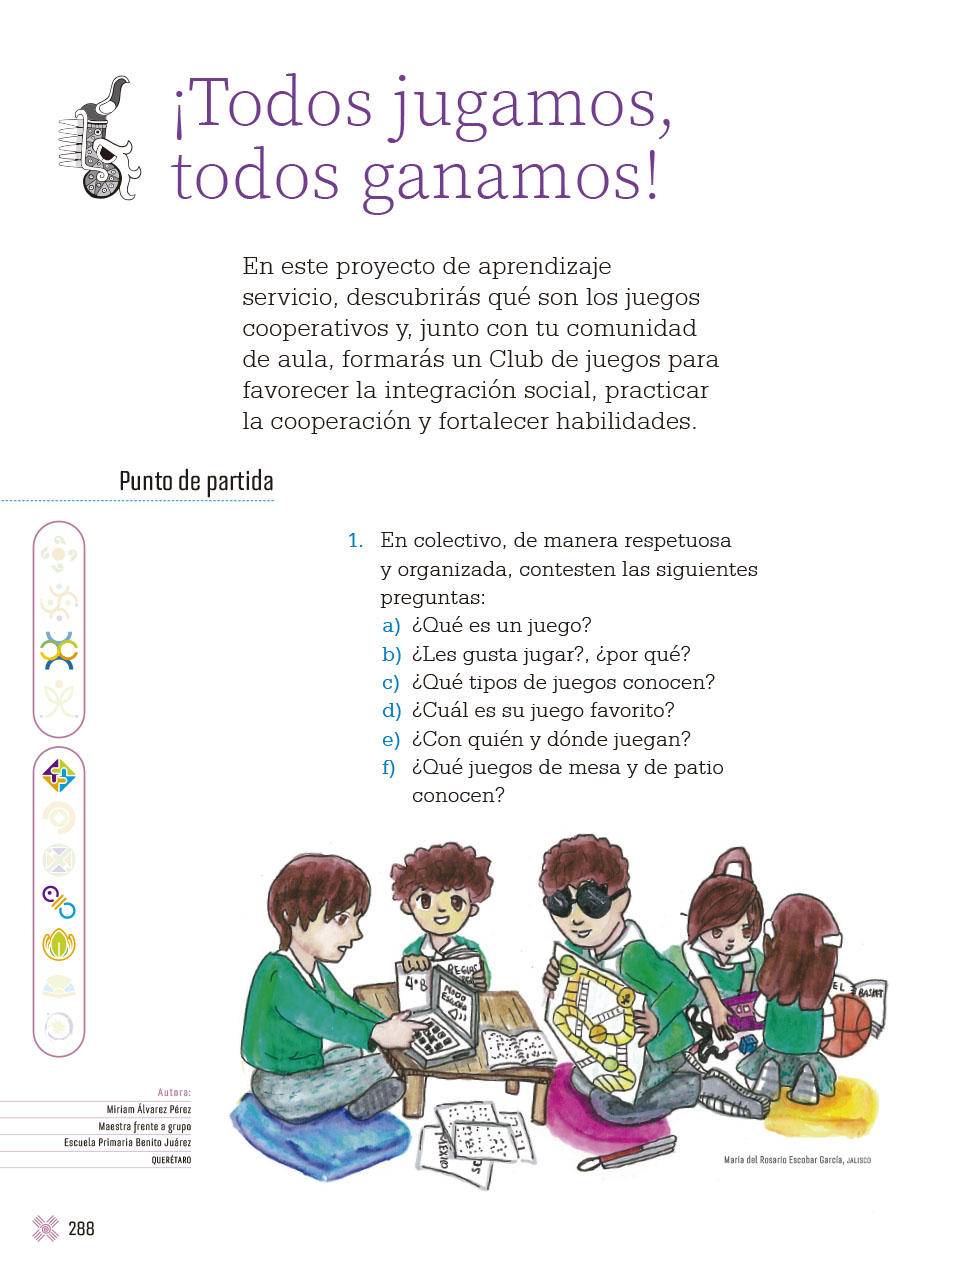 ¡Todos jugamos,
todos ganamos!
En este proyecto de aprendizaje
servicio, descubrirás qué son los juegos
cooperativos y, junto con tu comunidad
de aula, formarás un Club de juegos para
favorecer la integración social, practicar
la cooperación y fortalecer habilidades.
Punto de partida
1. En colectivo, de manera respetuosa
y organizada, contesten las siguientes
preguntas:
a) ¿Qué es un juego?
b) ¿Les gusta jugar?, ¿por qué?
c) ¿Qué tipos de juegos conocen?
d) ¿Cuál es su juego favorito?
e) ¿Con quién y dónde juegan?
f) ¿Qué juegos de mesa y de patio
conocen?
REGLAS
MODO
ESCUCHA
EL BASKET
MÉXICO
Autora:
Miriam Álvarez Pérez
Maestra frente a grupo
Escuela Primaria Benito Juárez
QUERÉTARO
María del Rosario Escobar García, JALISCO
288